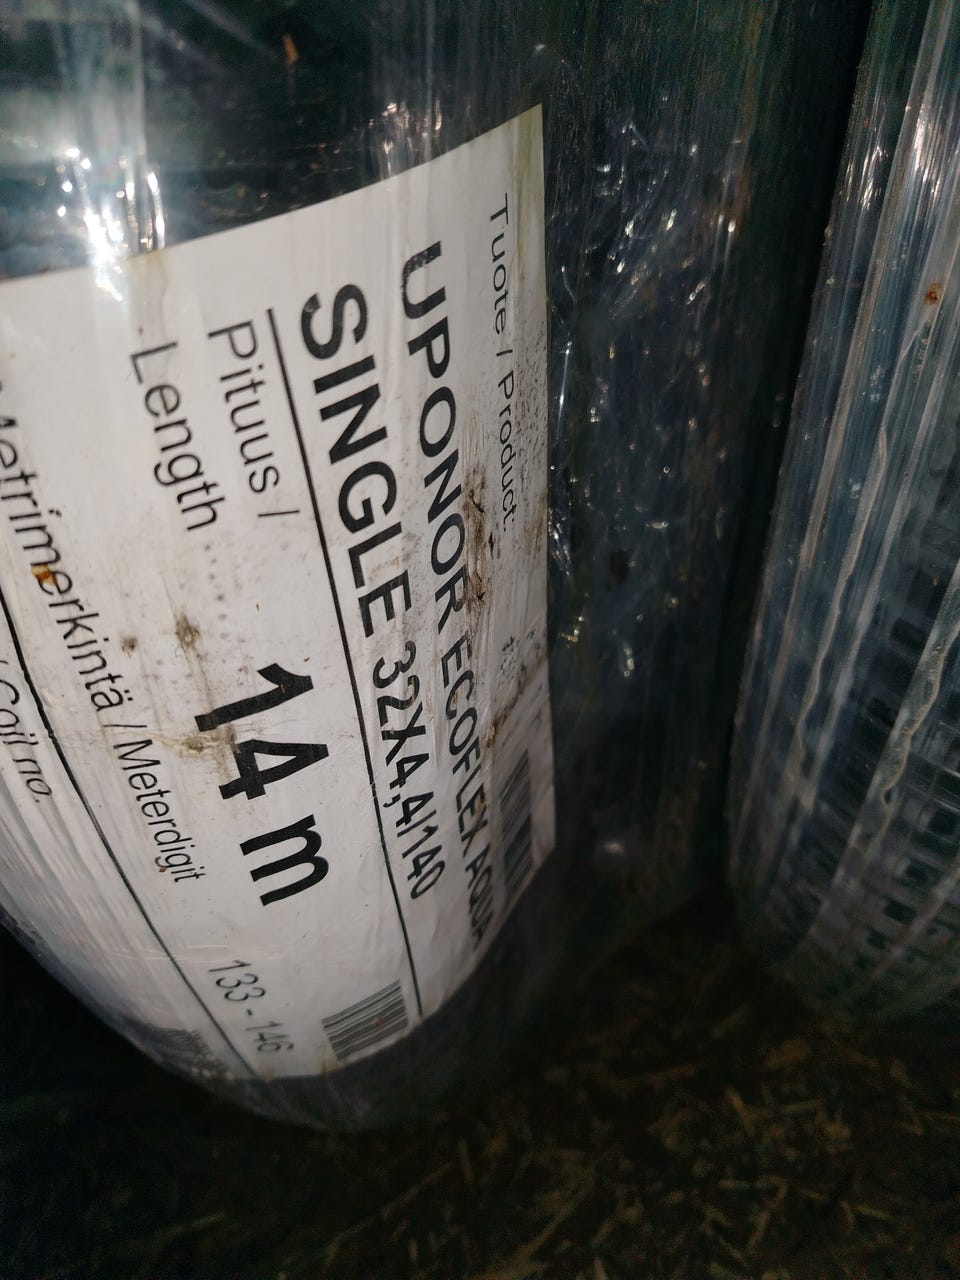 Tuote / Product:
UPONOR ECOFLEX AQUA
SINGLE 32X4,4/140
Pituus /
Length
14 m
Metrimerkintä / Meterdigit
133 - 146
/ Coil no.